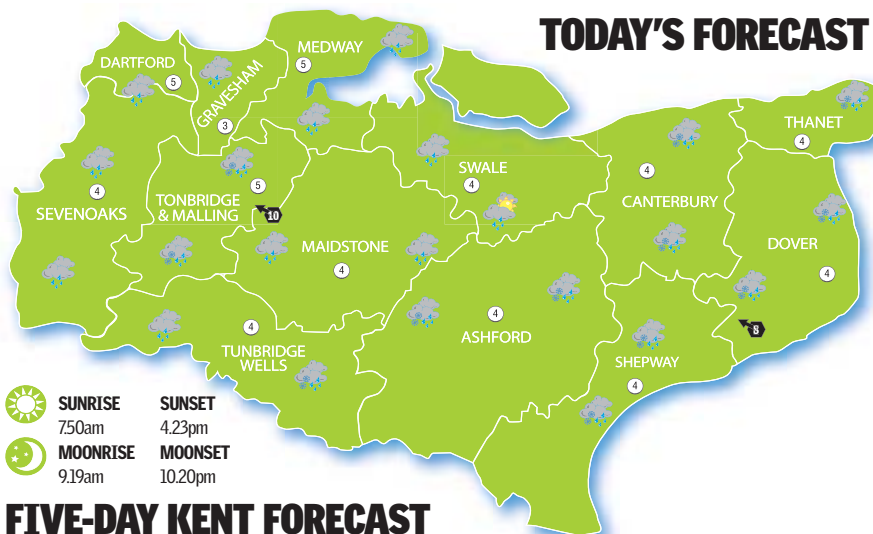 TODAY'S FORECAST
MEDWAY
5
DARTFORD
5
GRAVESHAM
3
THANET
4
SWALE
4
4
CANTERBURY
4
SEVENOAKS
5
TONBRIDGE
& MALLING
10
MAIDSTONE
4
DOVER
4
4
ASHFORD
8
4
TUNBRIDGE
WELLS
SHEPWAY
4
SUNRISE SUNSET
7.50am 4.23pm
MOONRISE MOONSET
9.19am 10.20pm
FIVE-DAY KENT FORECAST